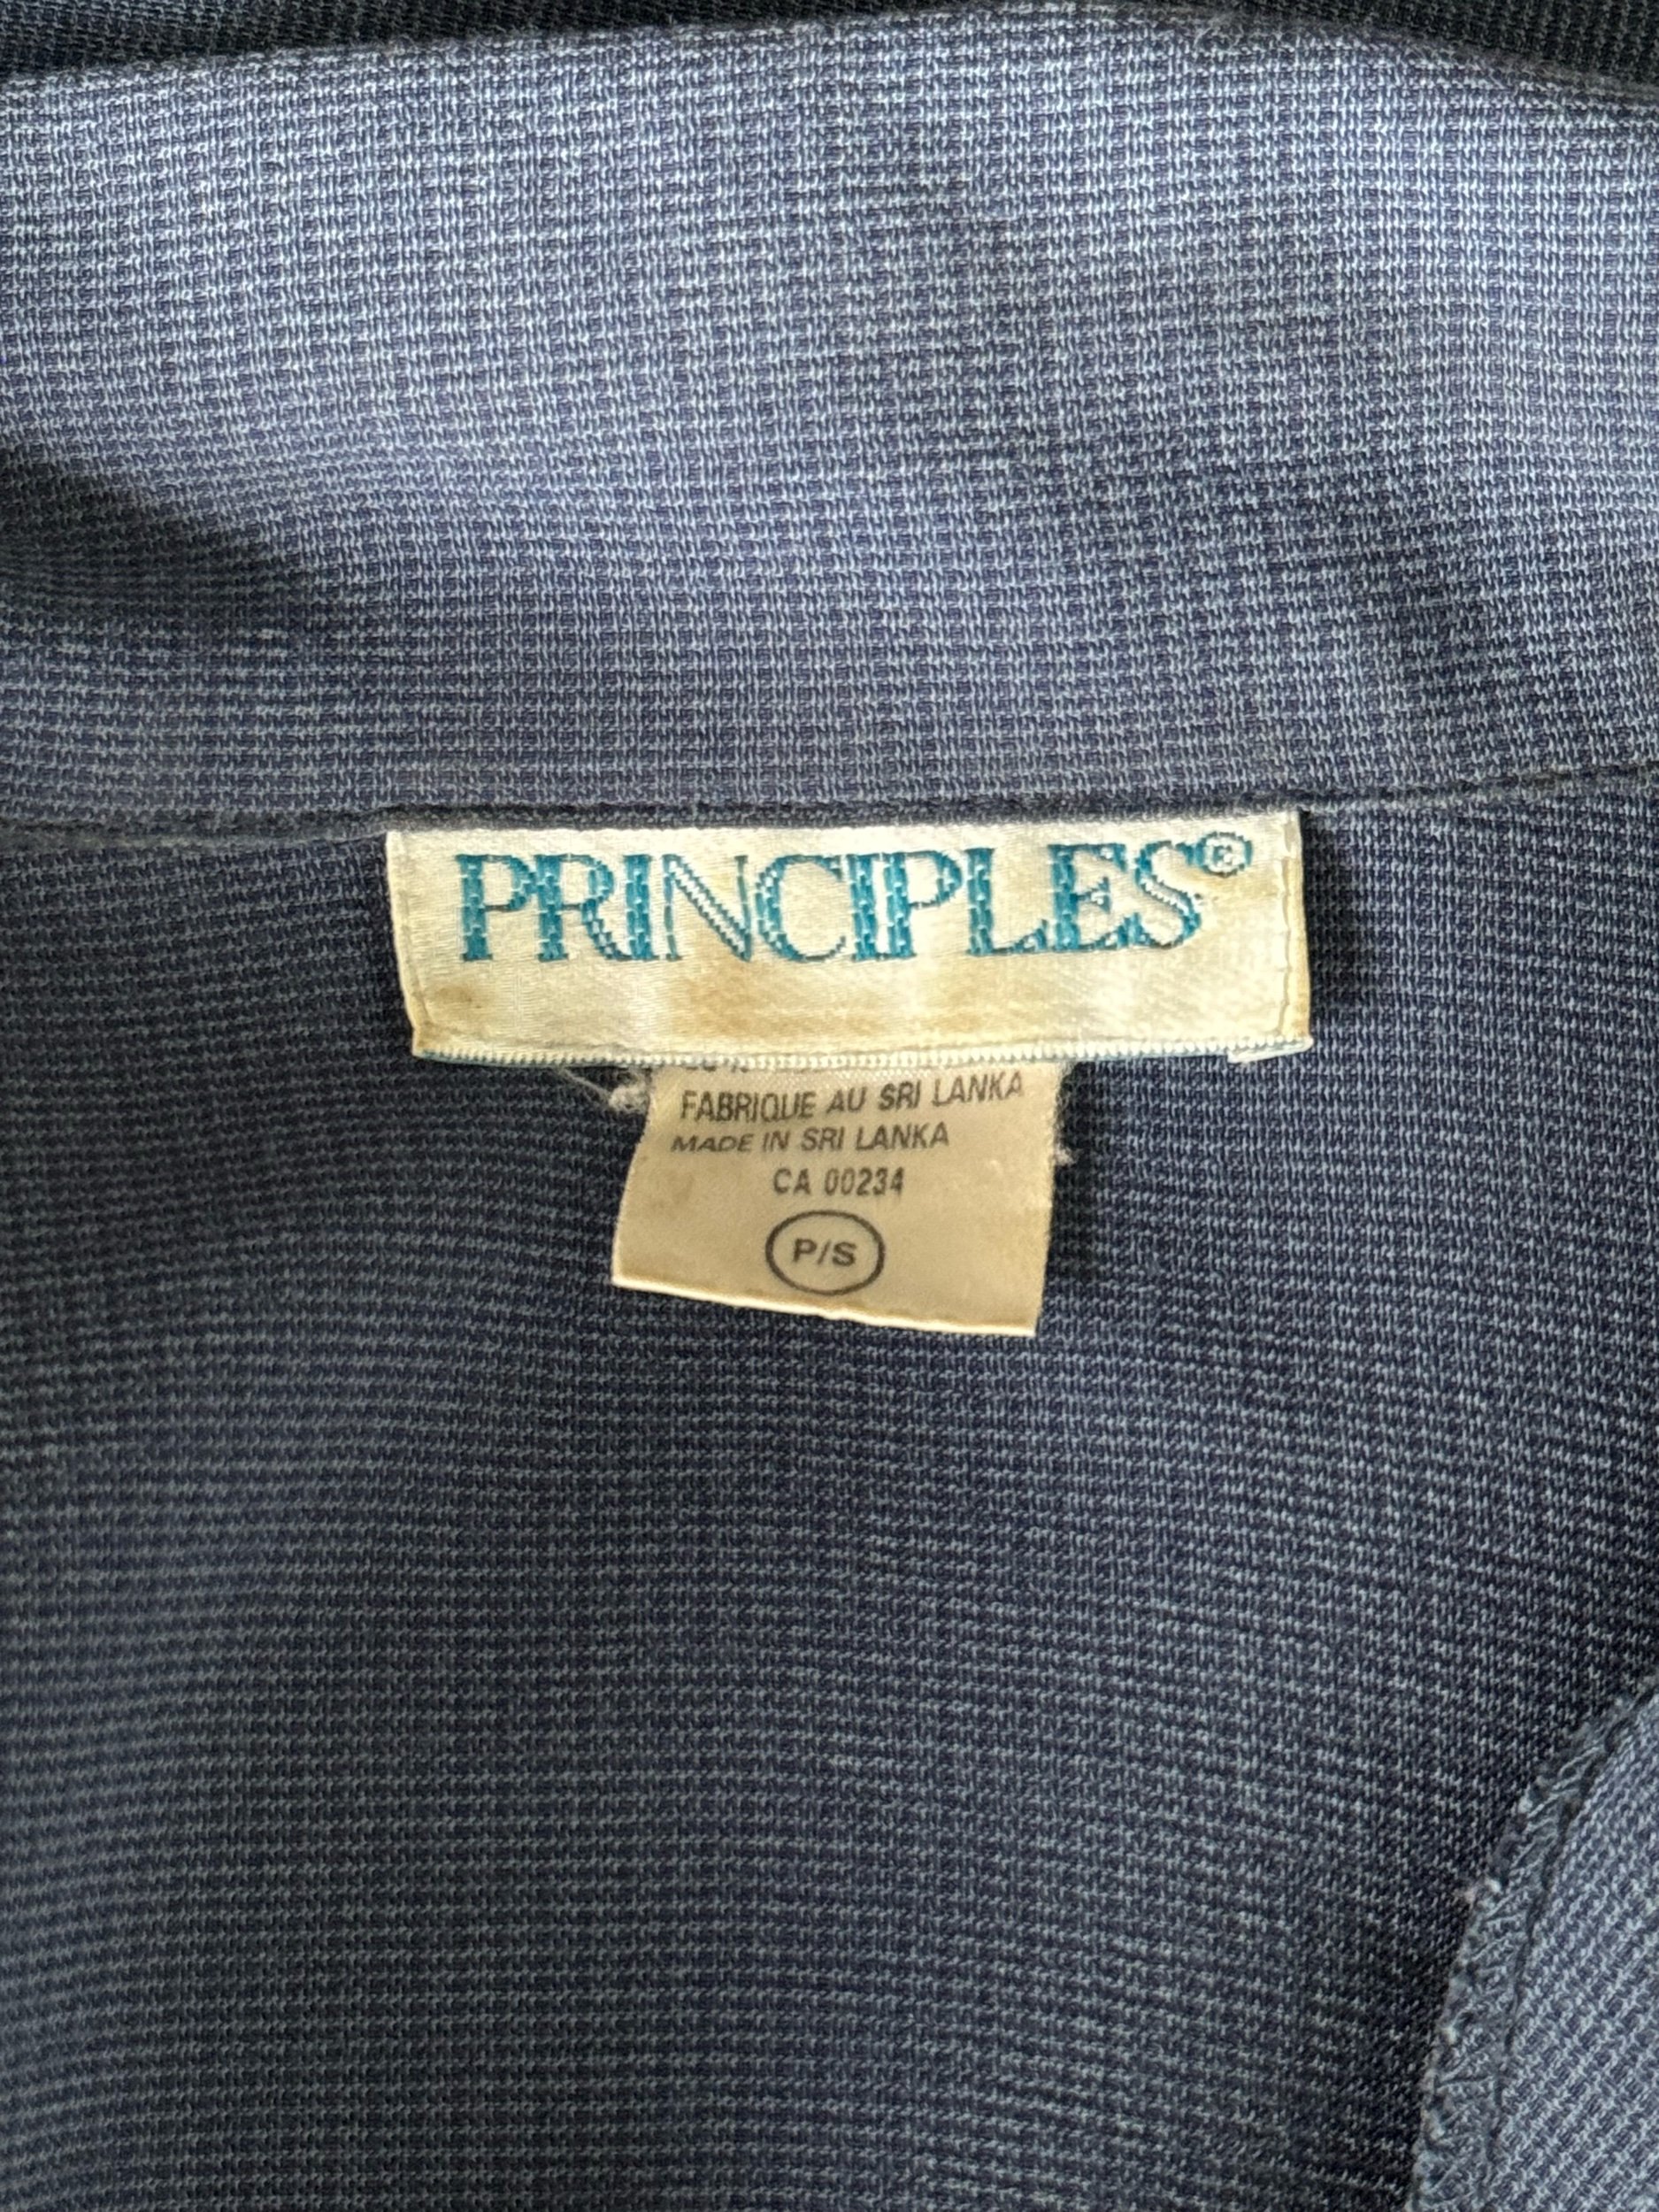 PRINCIPLES®
FABRIQUE AU SRI LANKA
MADE IN SRI LANKA
CA 00234
P/S